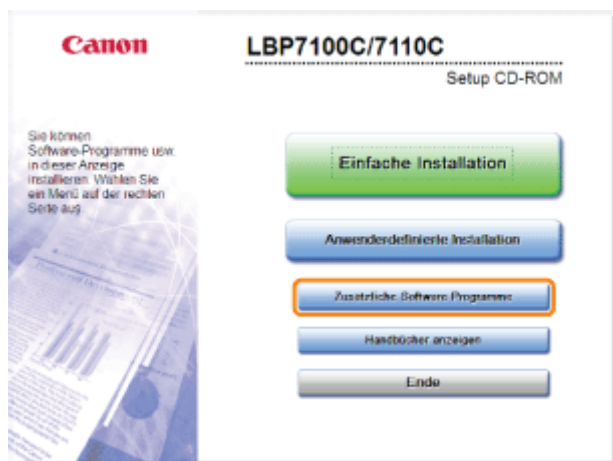 Canon
LBP7100C/7110C
Setup CD-ROM
Sie können
Software-Programme usw.
in dieser Anzeige
installieren. Wählen Sie
ein Menü auf der rechten
Seite aus.
Einfache Installation
Anwenderdefinierte Installation
Zusätzliche Software Programme
Handbücher anzeigen
Ende